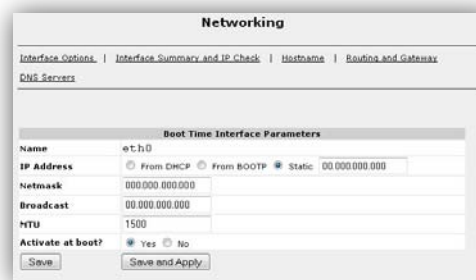 Networking
Interface Options | Interface Summary and IP Check | Hostname | Routing and Gateway
DNS Servers
Boot Time Interface Parameters
Name eth0
IP Address From DHCP From BOOTP Static 00.000.000.000
Netmask 000.000.000.000
Broadcast 00.000.000.000
MTU 1500
Activate at boot? Yes No
Save Save and Apply